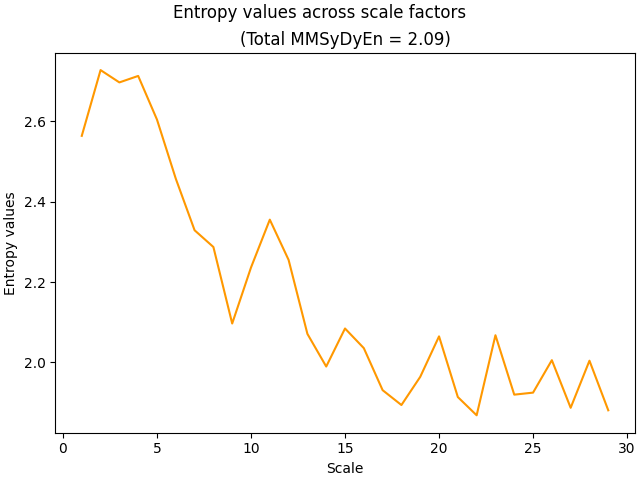 Entropy values across scale factors
(Total MMSyDyEn = 2.09)
Entropy values
2.6
2.4
2.2
2.0
0 5 10 15 20 25 30
Scale